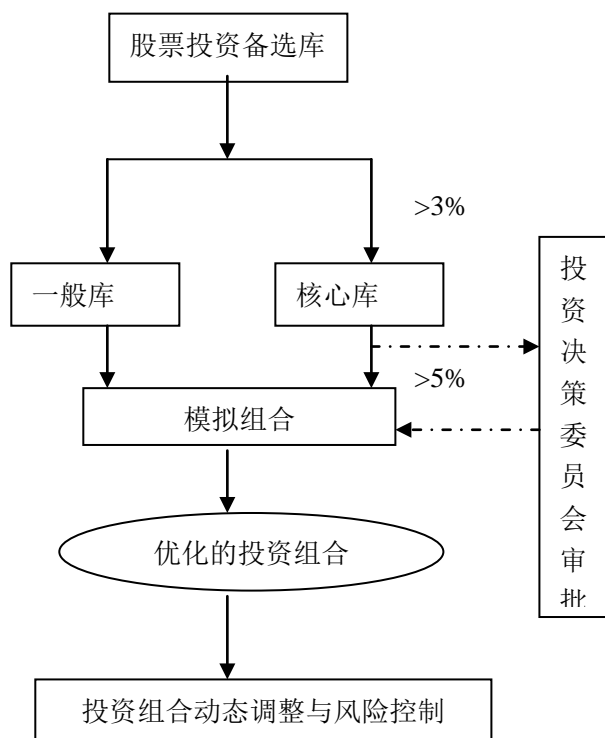 股票投资备选库
>3%
一般库
核心库
投资决策委员会审批
>5%
模拟组合
优化的投资组合
投资组合动态调整与风险控制